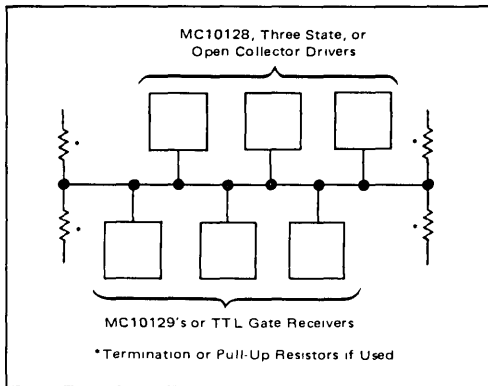 MC10128, Three State, or
Open Collector Drivers
*
*
*
*
MC10129's or TTL Gate Receivers
*Termination or Pull-Up Resistors if Used